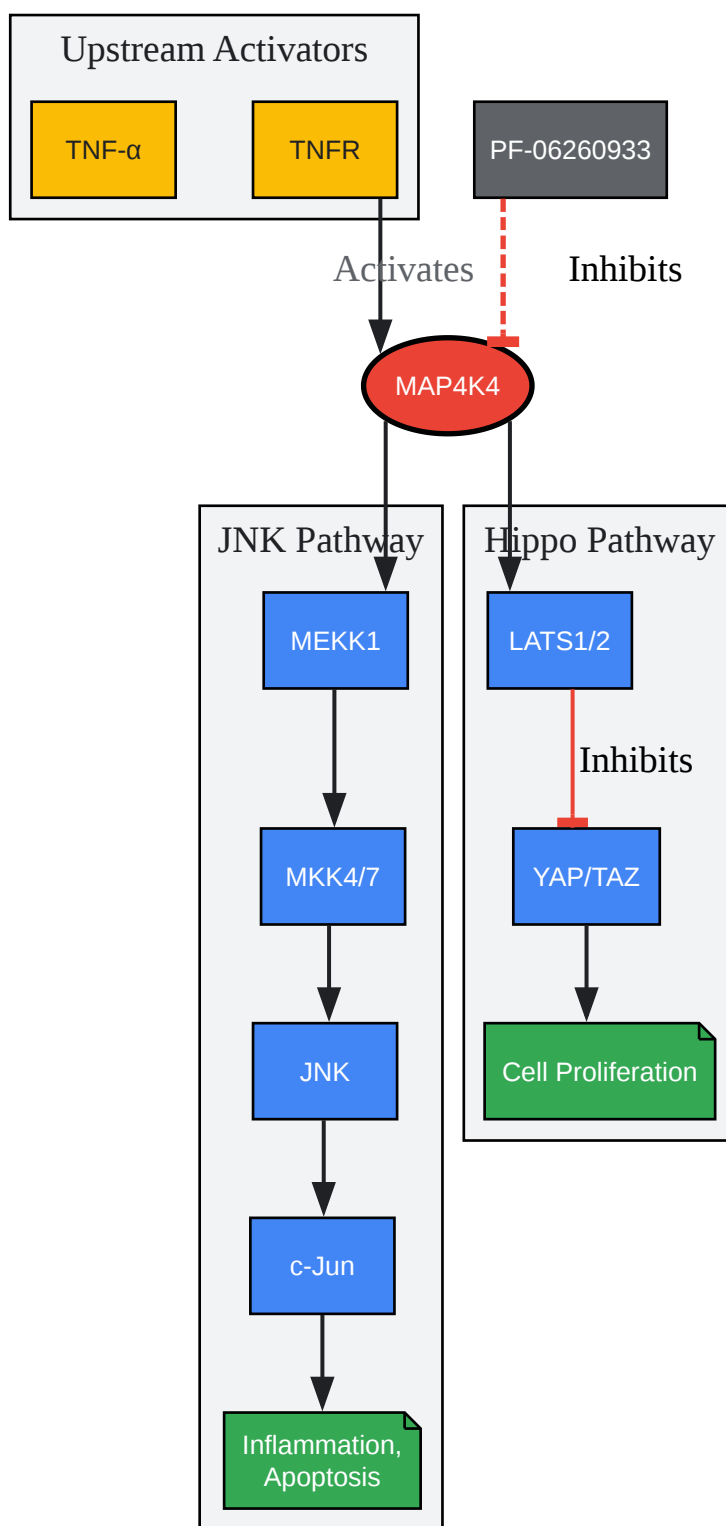 Upstream Activators
TNF-α
TNFR
PF-06260933
Activates
Inhibits
MAP4K4
JNK Pathway
Hippo Pathway
MEKK1
LATS1/2
Inhibits
MKK4/7
YAP/TAZ
JNK
Cell Proliferation
c-Jun
Inflammation,
Apoptosis